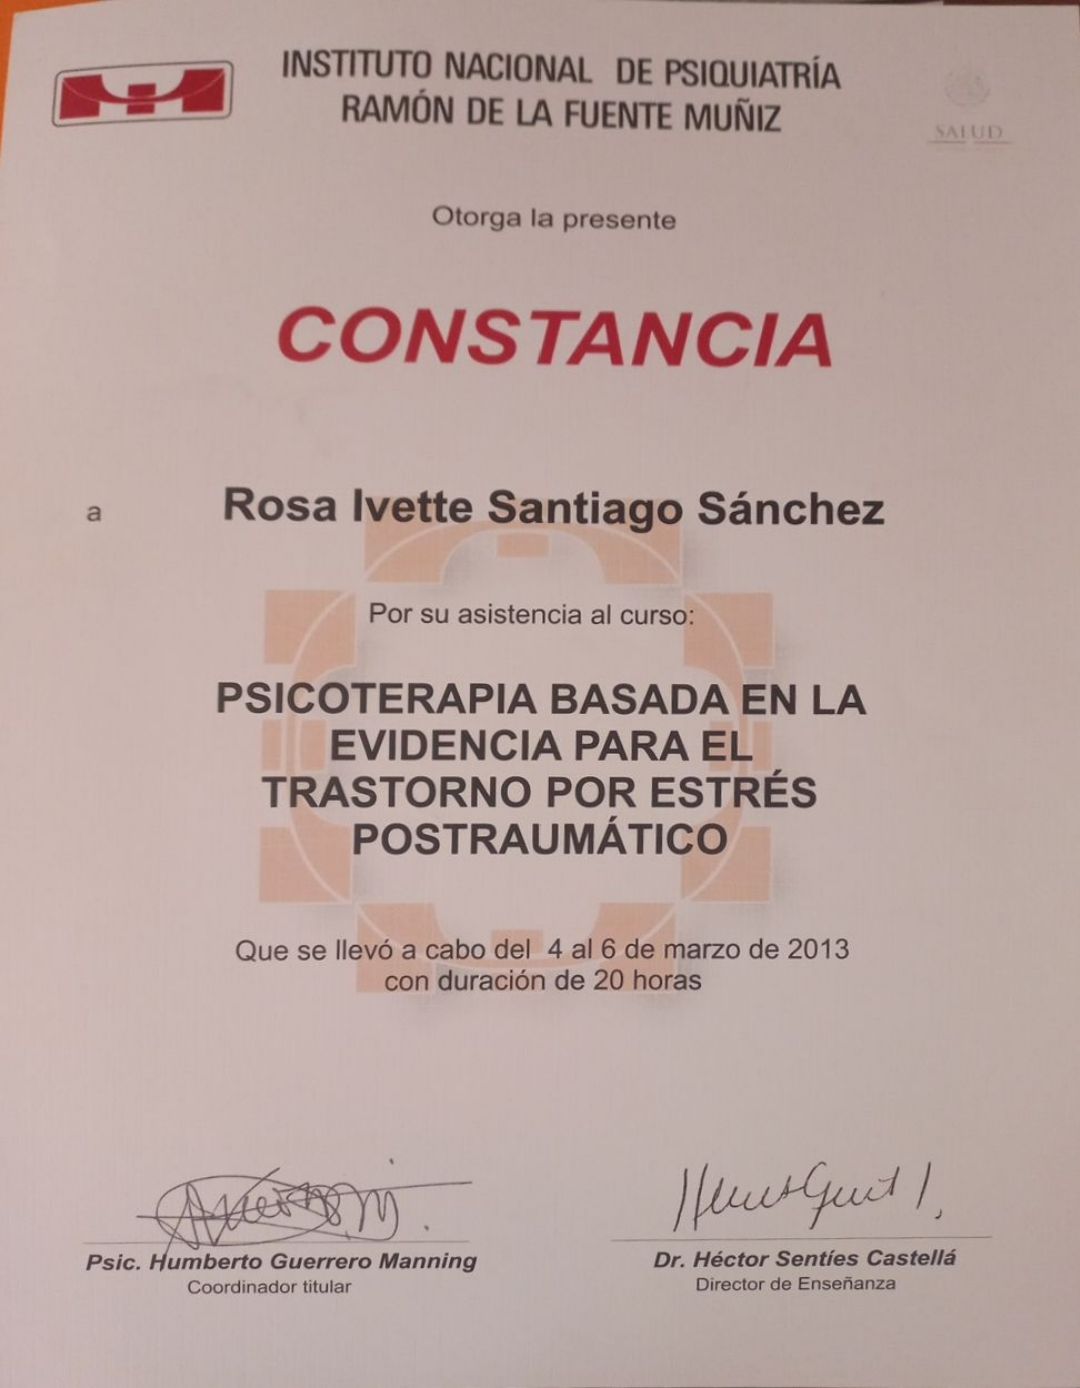 INSTITUTO NACIONAL DE PSIQUIATRÍA
RAMÓN DE LA FUENTE MUÑIZ
SALUD
Otorga la presente
CONSTANCIA
a Rosa Ivette Santiago Sánchez
Por su asistencia al curso:
PSICOTERAPIA BASADA EN LA
EVIDENCIA PARA EL
TRASTORNO POR ESTRÉS
POSTRAUMÁTICO
Que se llevó a cabo del 4 al 6 de marzo de 2013
con duración de 20 horas
Psic. Humberto Guerrero Manning
Coordinador titular
Dr. Héctor Sentíes Castellá
Director de Enseñanza